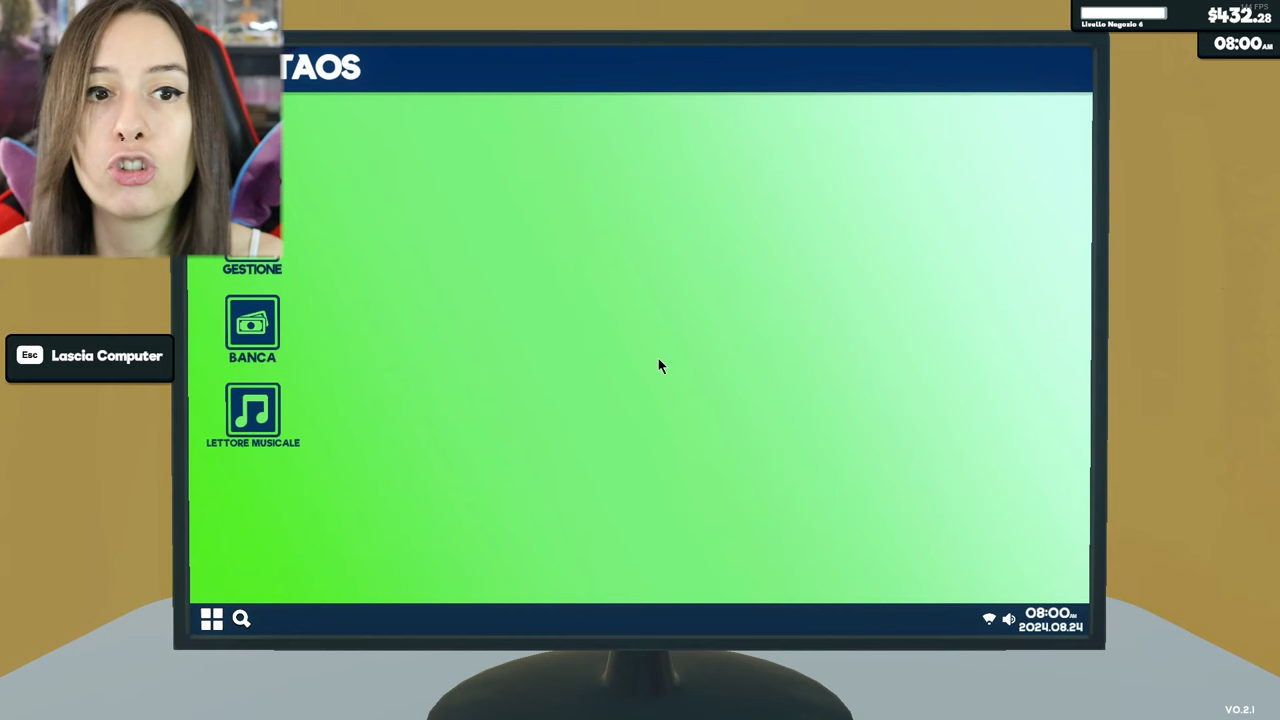 $432.28
Livello Negozio 4
08:00AM
TAOS
GESTIONE
BANCA
Esc Lascia Computer
LETTORE MUSICALE
08:00AM
2024.08.24
V0.2.1